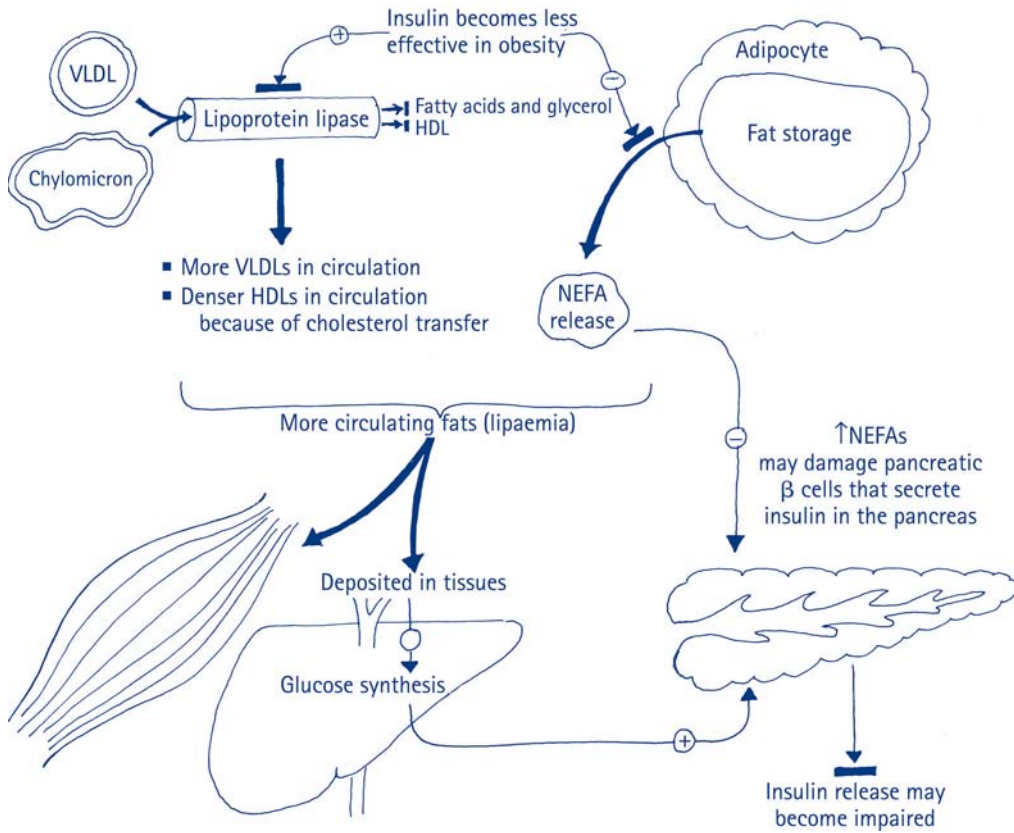 Insulin becomes less
effective in obesity
+
−
VLDL
Chylomicron
Lipoprotein lipase
Fatty acids and glycerol
HDL
Adipocyte
Fat storage
▪ More VLDLs in circulation
▪ Denser HDLs in circulation
because of cholesterol transfer
NEFA
release
More circulating fats (lipaemia)
−
↑NEFAs
may damage pancreatic
β cells that secrete
insulin in the pancreas
Deposited in tissues
Glucose synthesis
+
Insulin release may
become impaired